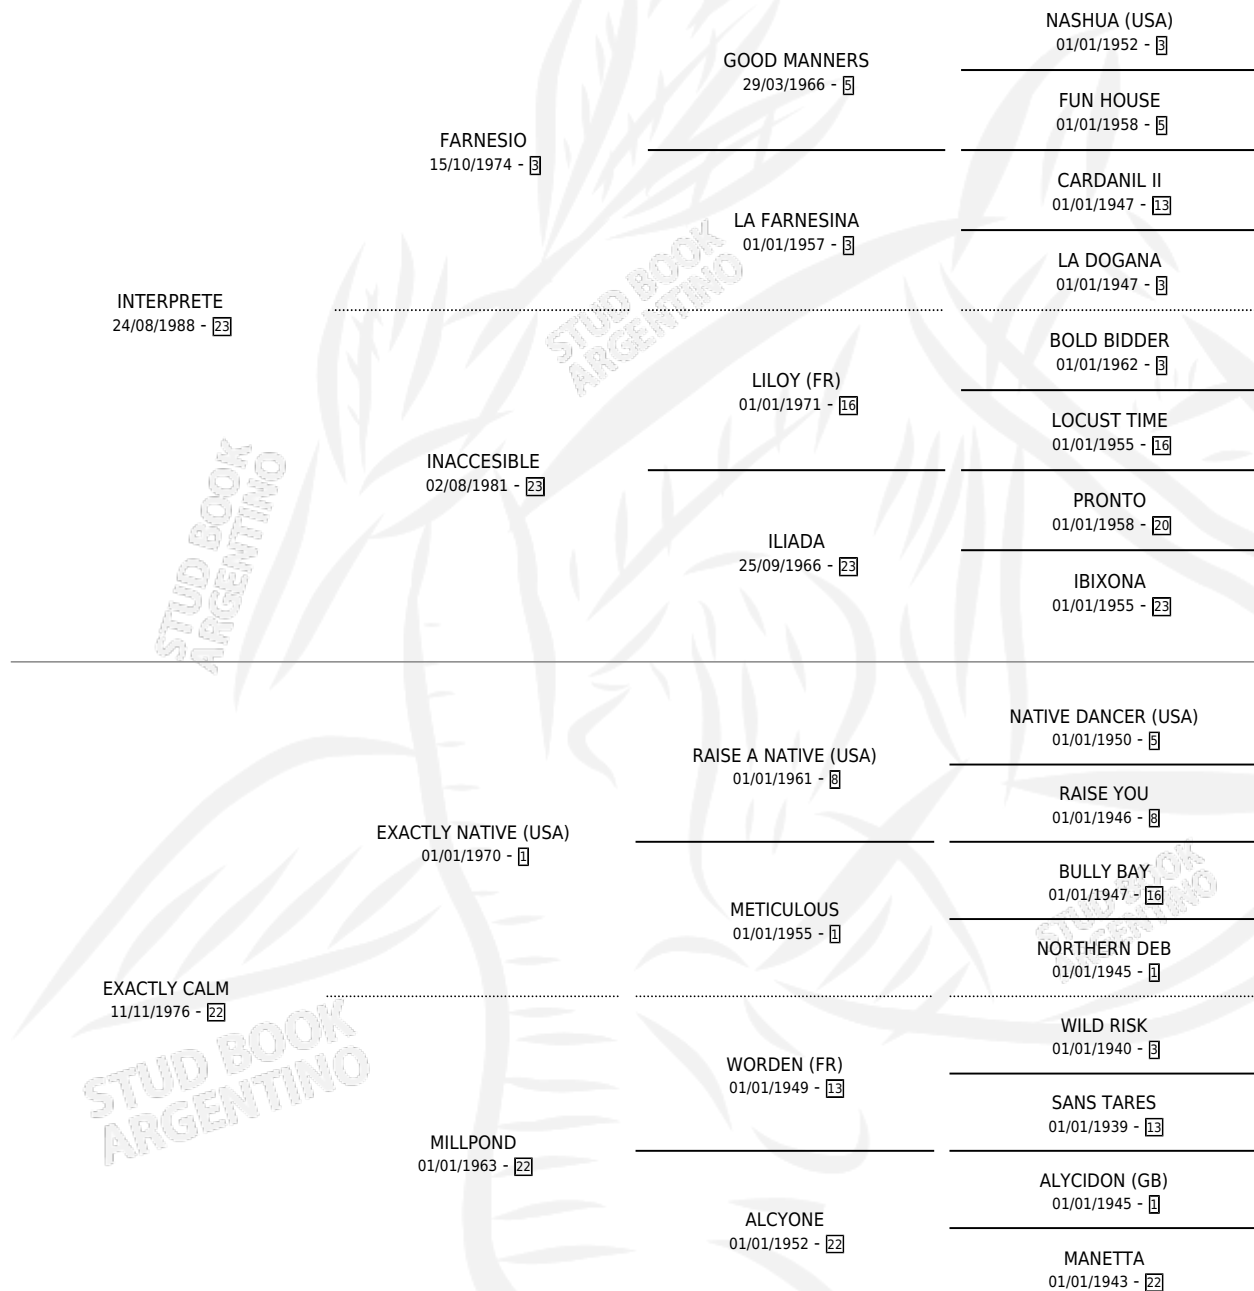 NASHUA (USA)
01/01/1952 - 3
GOOD MANNERS
29/03/1966 - 5
FUN HOUSE
01/01/1958 - 5
FARNESIO
15/10/1974 - 3
CARDANIL II
01/01/1947 - 13
LA FARNESINA
01/01/1957 - 3
LA DOGANA
01/01/1947 - 3
INTERPRETE
24/08/1988 - 23
BOLD BIDDER
01/01/1962 - 3
LILOY (FR)
01/01/1971 - 16
LOCUST TIME
01/01/1955 - 16
INACCESIBLE
02/08/1981 - 23
PRONTO
01/01/1958 - 20
ILIADA
25/09/1966 - 23
IBIXONA
01/01/1955 - 23
STUD BOOK
ARGENTINO
STUD BOOK
ARGENTINO
NATIVE DANCER (USA)
01/01/1950 - 5
RAISE A NATIVE (USA)
01/01/1961 - 8
RAISE YOU
01/01/1946 - 8
EXACTLY NATIVE (USA)
01/01/1970 - 1
BULLY BAY
01/01/1947 - 16
METICULOUS
01/01/1955 - 1
NORTHERN DEB
01/01/1945 - 1
STUD BOOK
ARGENTINO
EXACTLY CALM
11/11/1976 - 22
WILD RISK
01/01/1940 - 3
WORDEN (FR)
01/01/1949 - 13
SANS TARES
01/01/1939 - 13
MILLPOND
01/01/1963 - 22
ALYCIDON (GB)
01/01/1945 - 1
ALCYONE
01/01/1952 - 22
MANETTA
01/01/1943 - 22
STUD BOOK
ARGENTINO